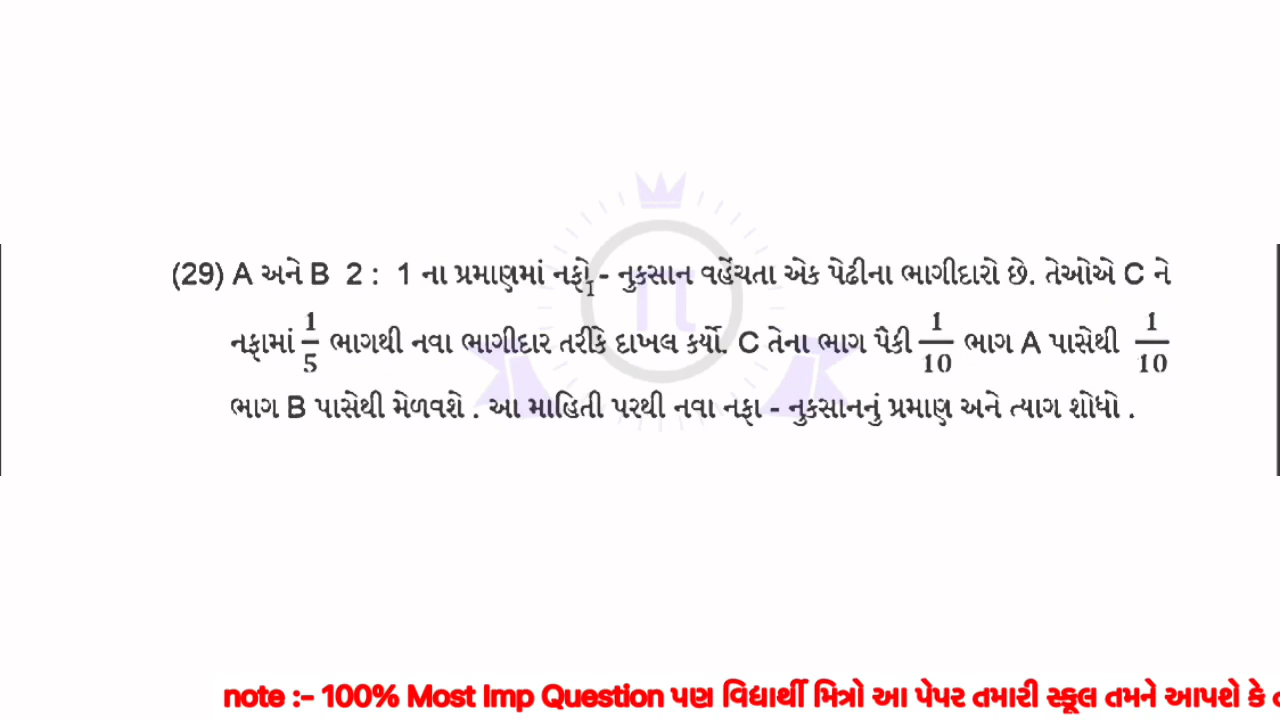 (29) A અને B 2 : 1 ના પ્રમાણમાં નફો - નુકસાન વહેંચતા એક પેઢીના ભાગીદારો છે. તેઓએ C ને
નફામાં 1/5 ભાગથી નવા ભાગીદાર તરીકે દાખલ કર્યો. C તેના ભાગ પૈકી 1/10 ભાગ A પાસેથી 1/10
ભાગ B પાસેથી મેળવશે . આ માહિતી પરથી નવા નફા - નુકસાનનું પ્રમાણ અને ત્યાગ શોધો .
note :- 100% Most Imp Question પણ વિદ્યાર્થી મિત્રો આ પેપર તમારી સ્કૂલ તમને આપશે કે